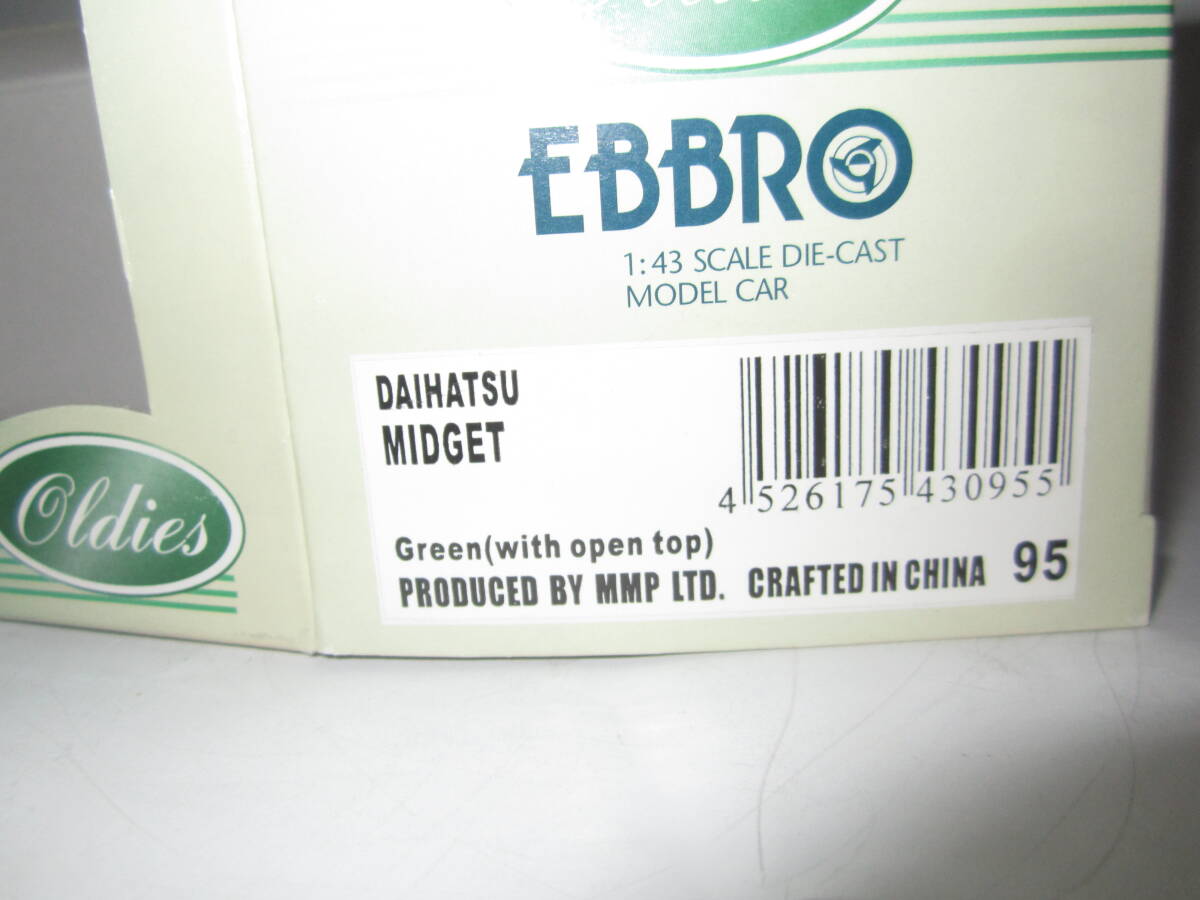 EBBRO
1:43 SCALE DIE-CAST
MODEL CAR
DAIHATSU
MIDGET
4 526175 430955
Green(with open top)
PRODUCED BY MMP LTD. CRAFTED IN CHINA 95
Oldies